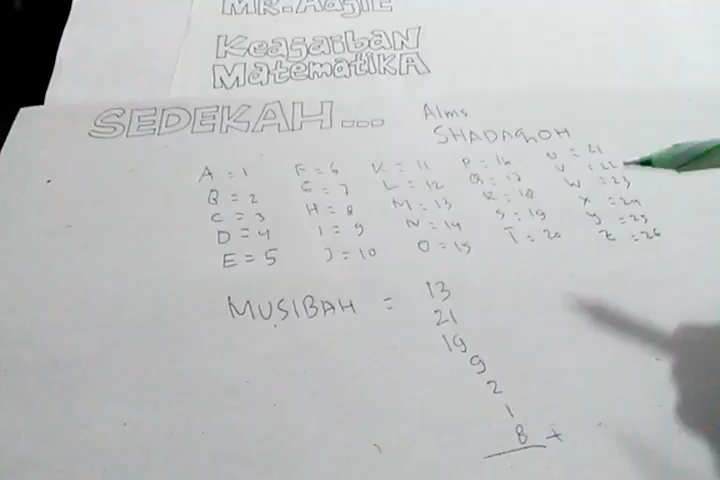 MR. Adjie
Keajaiban
Matematika
SEDEKAH...
Alms
SHADAQOH
A = 1 F = 6 K = 11 P = 16 U = 21
B = 2 G = 7 L = 12 Q = 17 V = 22
C = 3 H = 8 M = 13 R = 18 W = 23
D = 4 I = 9 N = 14 S = 19 X = 24
E = 5 J = 10 O = 15 T = 20 Y = 25
Z = 26
MUSIBAH = 13
21
19
9
2
1
8 +